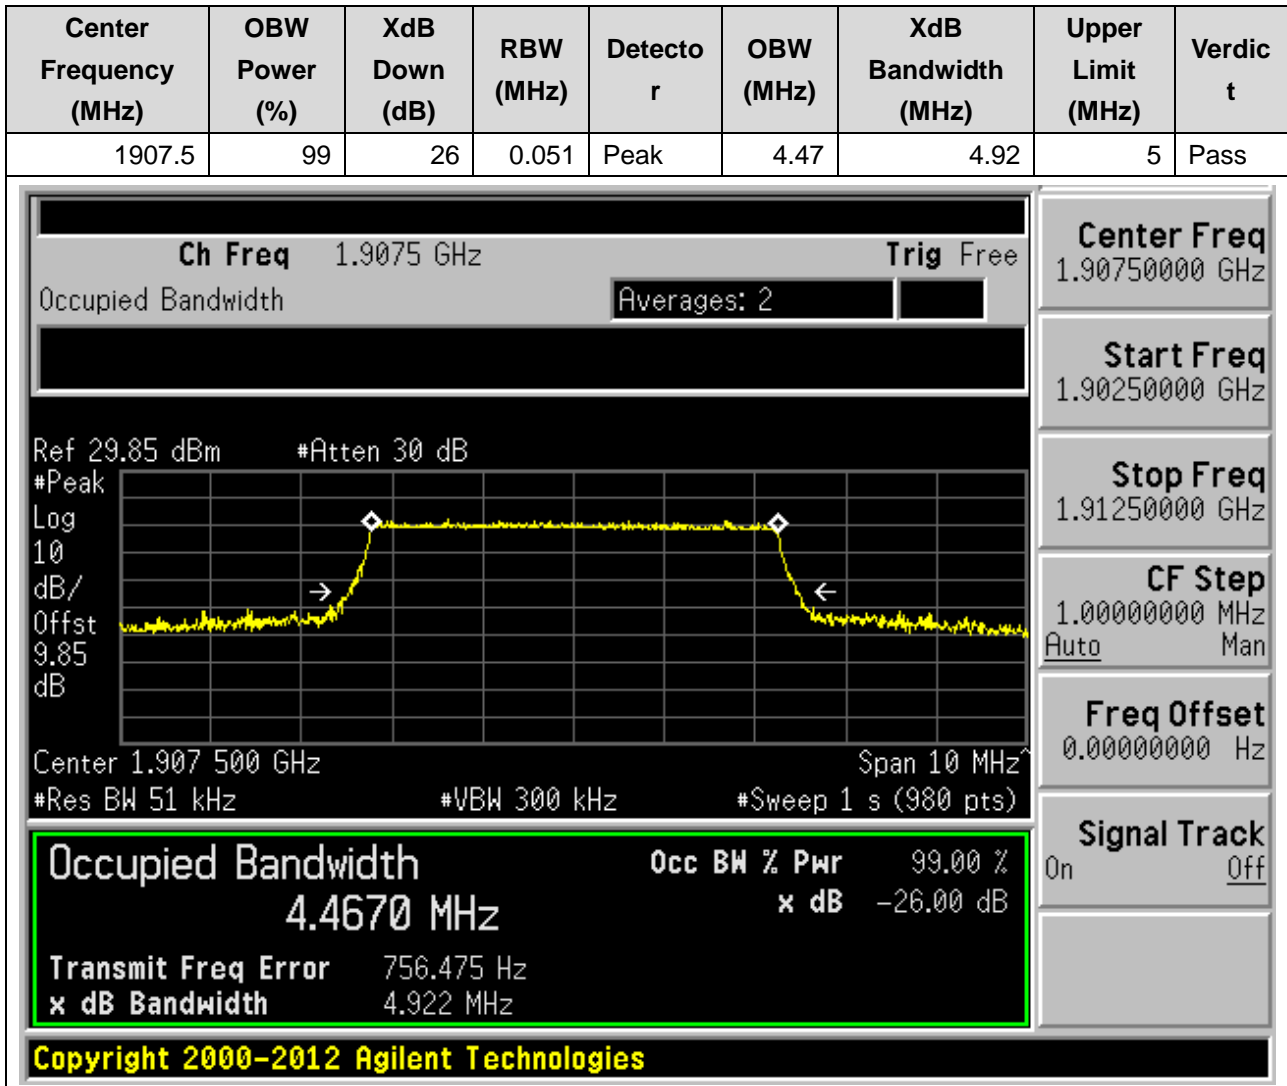 Center Frequency (MHz) OBW Power (%) XdB Down (dB) RBW (MHz) Detecto r OBW (MHz) XdB Bandwidth (MHz) Upper Limit (MHz) Verdic t
1907.5 99 26 0.051 Peak 4.47 4.92 5 Pass
Ch Freq 1.9075 GHz Trig Free
Occupied Bandwidth Averages: 2
Ref 29.85 dBm #Atten 30 dB
#Peak
Log
10
dB/
Offst
9.85
dB
Center 1.907 500 GHz Span 10 MHz^
#Res BW 51 kHz #VBW 300 kHz #Sweep 1 s (980 pts)
Occupied Bandwidth
4.4670 MHz
Occ BW % Pwr 99.00 %
x dB -26.00 dB
Transmit Freq Error 756.475 Hz
x dB Bandwidth 4.922 MHz
Copyright 2000-2012 Agilent Technologies
Center Freq
1.90750000 GHz
Start Freq
1.90250000 GHz
Stop Freq
1.91250000 GHz
CF Step
1.00000000 MHz
Auto Man
Freq Offset
0.00000000 Hz
Signal Track
On Off